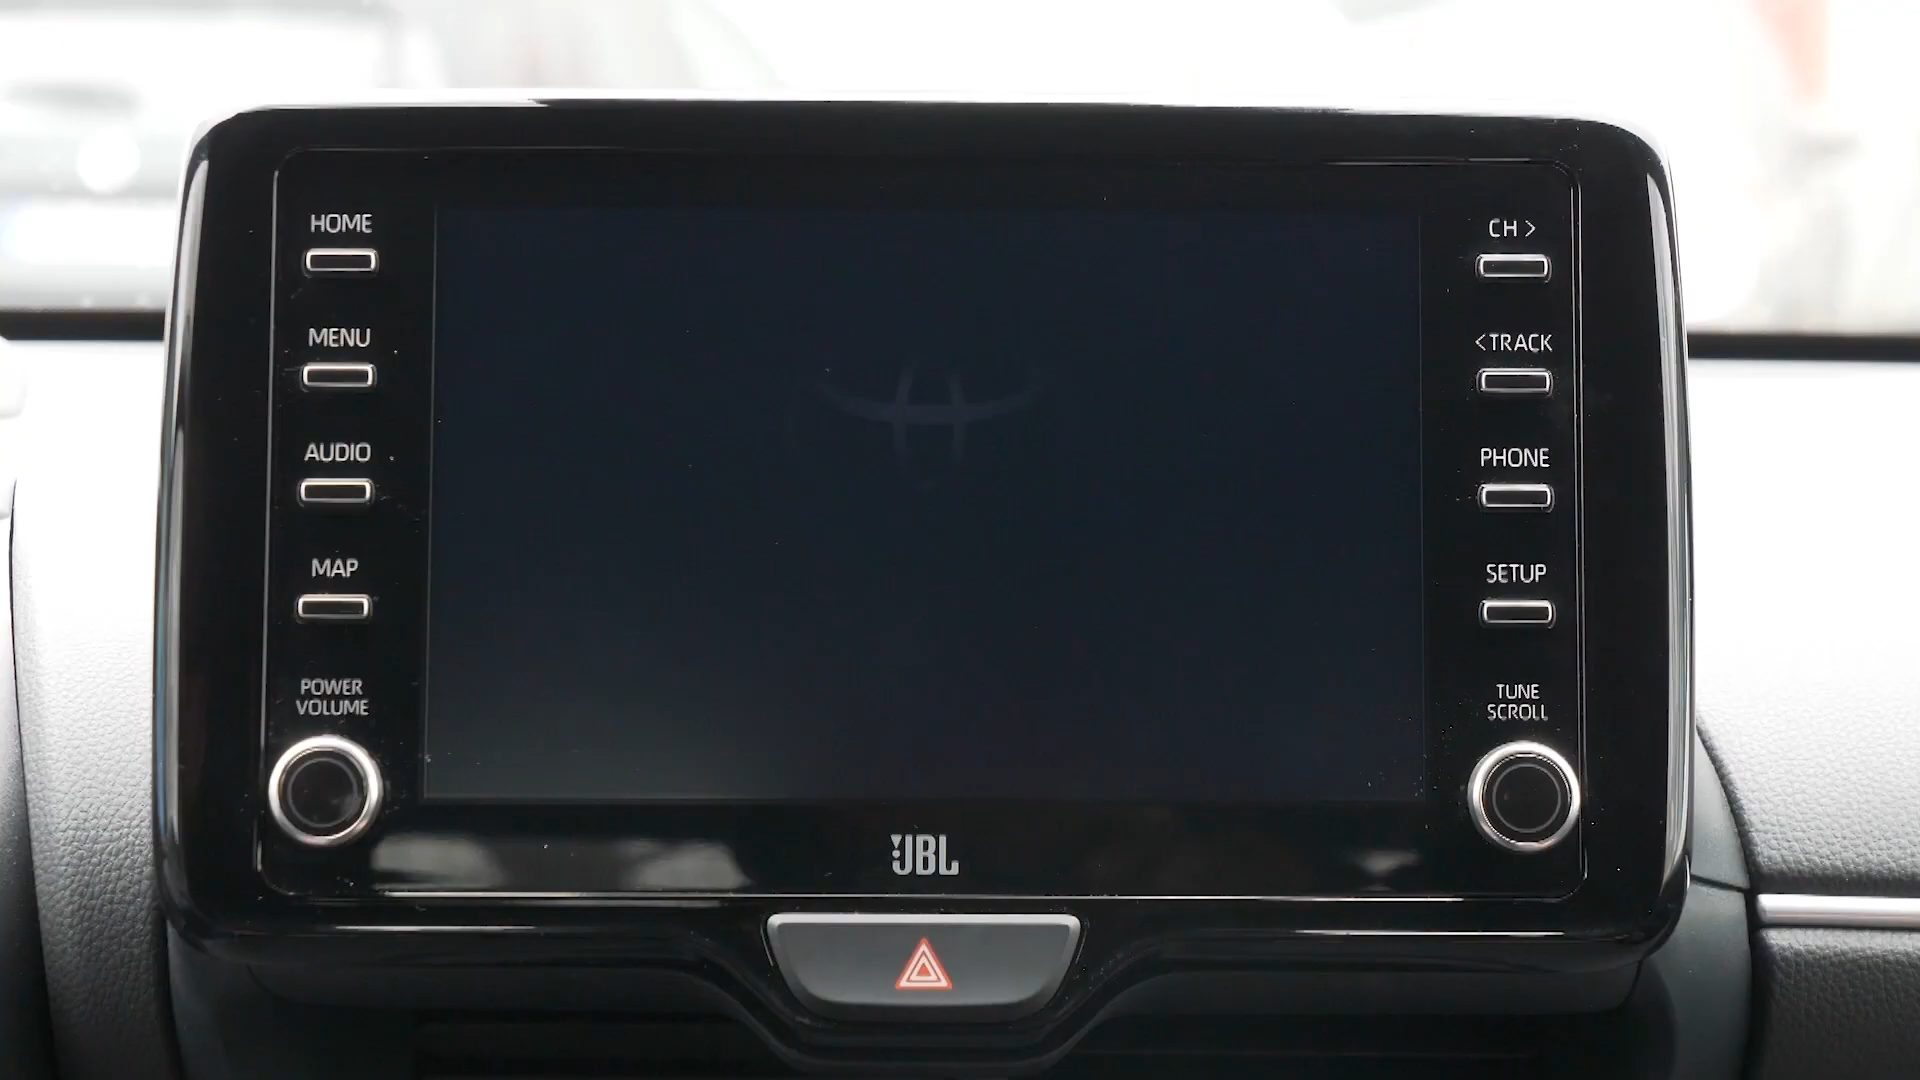 HOME
MENU
AUDIO
MAP
POWER
VOLUME
CH >
< TRACK
PHONE
SETUP
TUNE
SCROLL
JBL